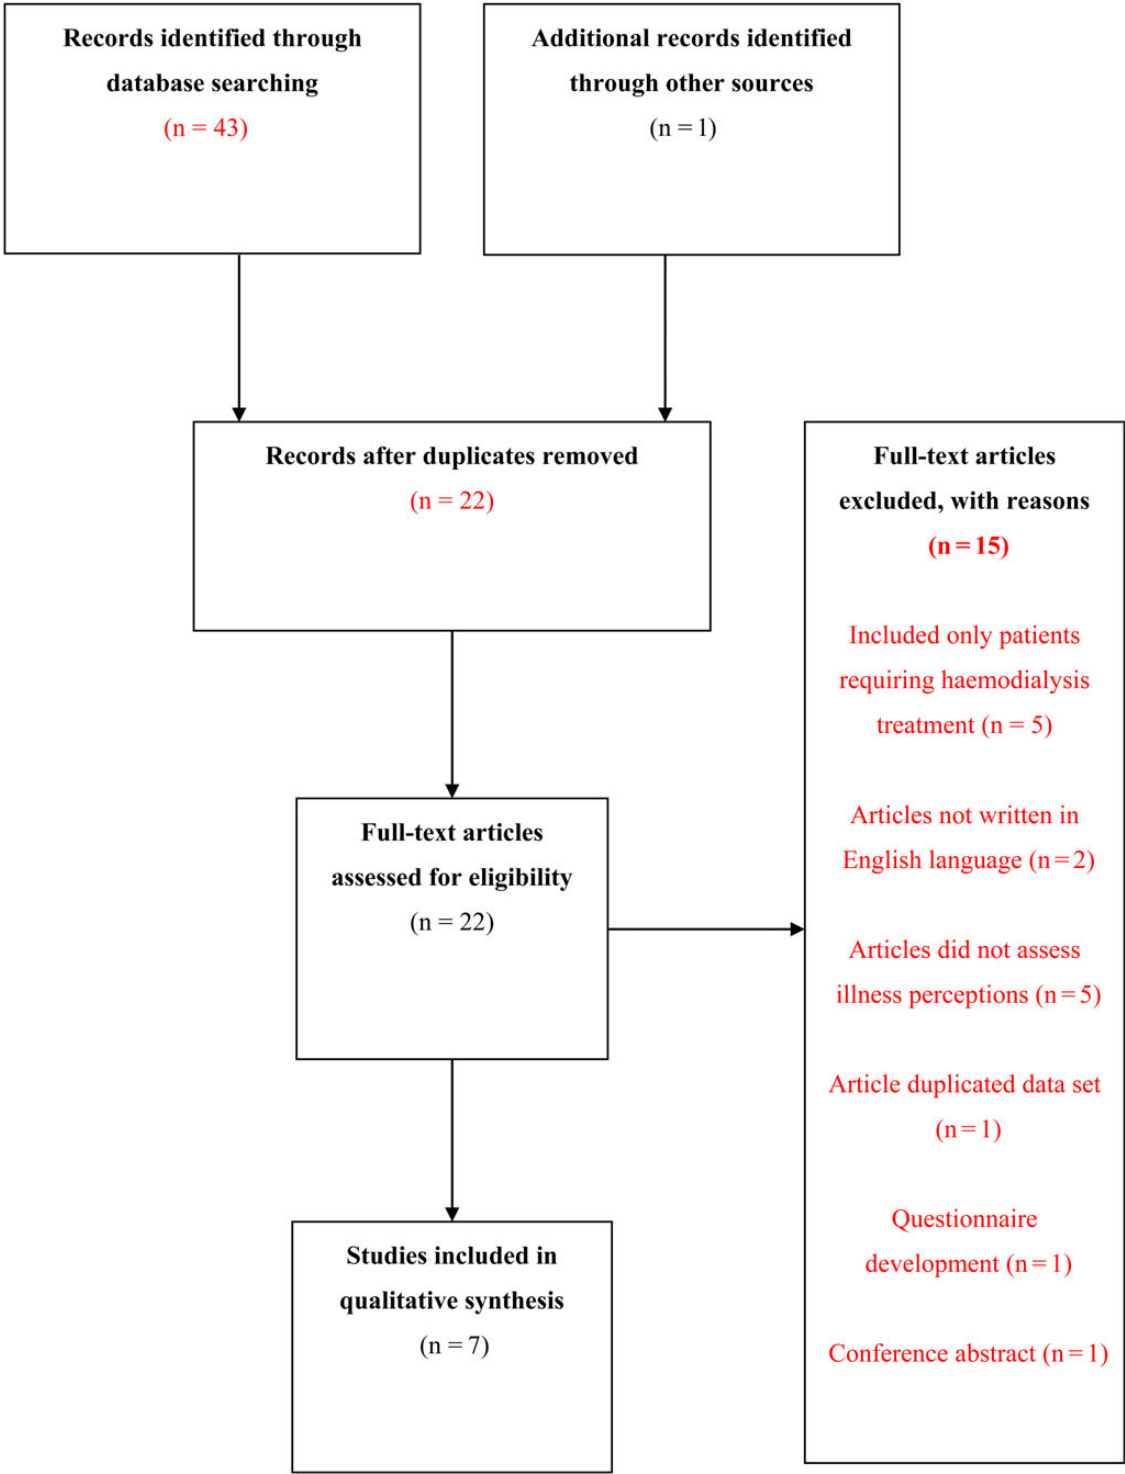 Records identified through
database searching
(n = 43)
Additional records identified
through other sources
(n = 1)
Records after duplicates removed
(n = 22)
Full-text articles
assessed for eligibility
(n = 22)
Studies included in
qualitative synthesis
(n = 7)
Full-text articles
excluded, with reasons
(n = 15)
Included only patients
requiring haemodialysis
treatment (n = 5)
Articles not written in
English language (n = 2)
Articles did not assess
illness perceptions (n = 5)
Article duplicated data set
(n = 1)
Questionnaire
development (n = 1)
Conference abstract (n = 1)